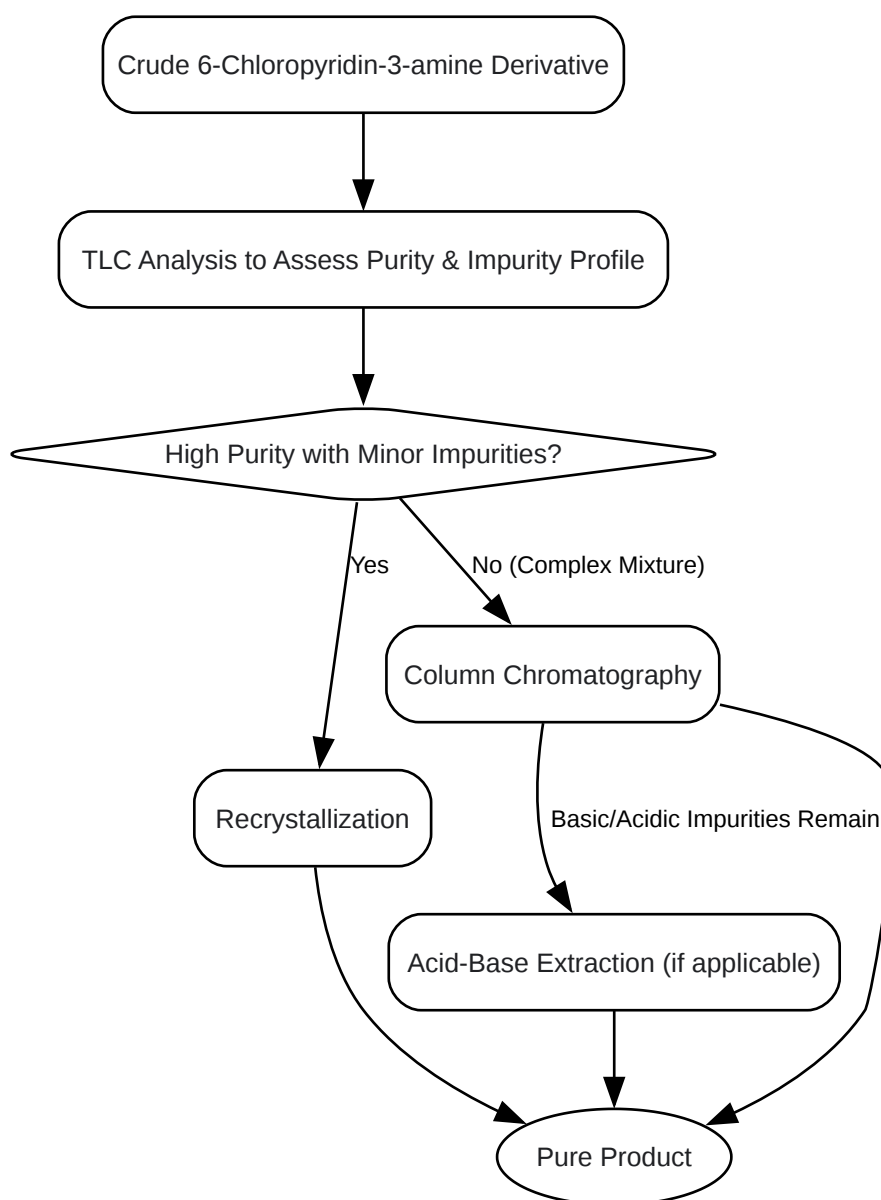 Crude 6-Chloropyridin-3-amine Derivative
TLC Analysis to Assess Purity & Impurity Profile
High Purity with Minor Impurities?
Yes
No (Complex Mixture)
Column Chromatography
Recrystallization
Basic/Acidic Impurities Remain
Acid-Base Extraction (if applicable)
Pure Product